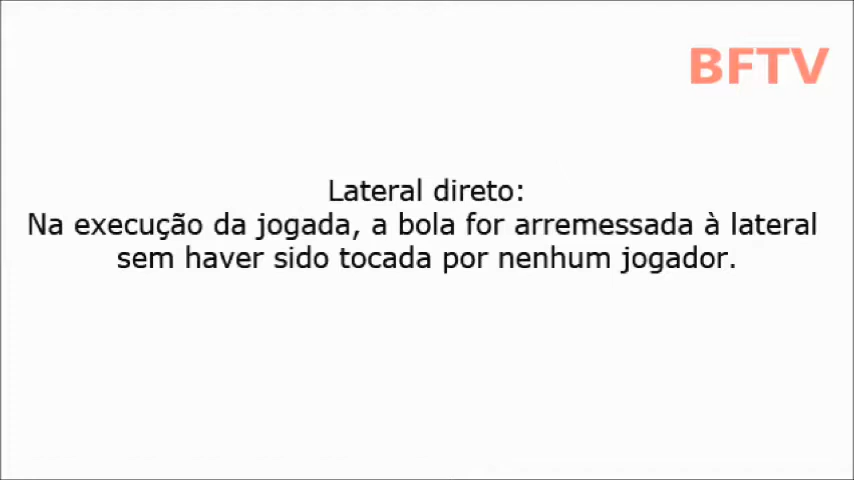 BFTV
Lateral direto:
Na execução da jogada, a bola for arremessada à lateral
sem haver sido tocada por nenhum jogador.